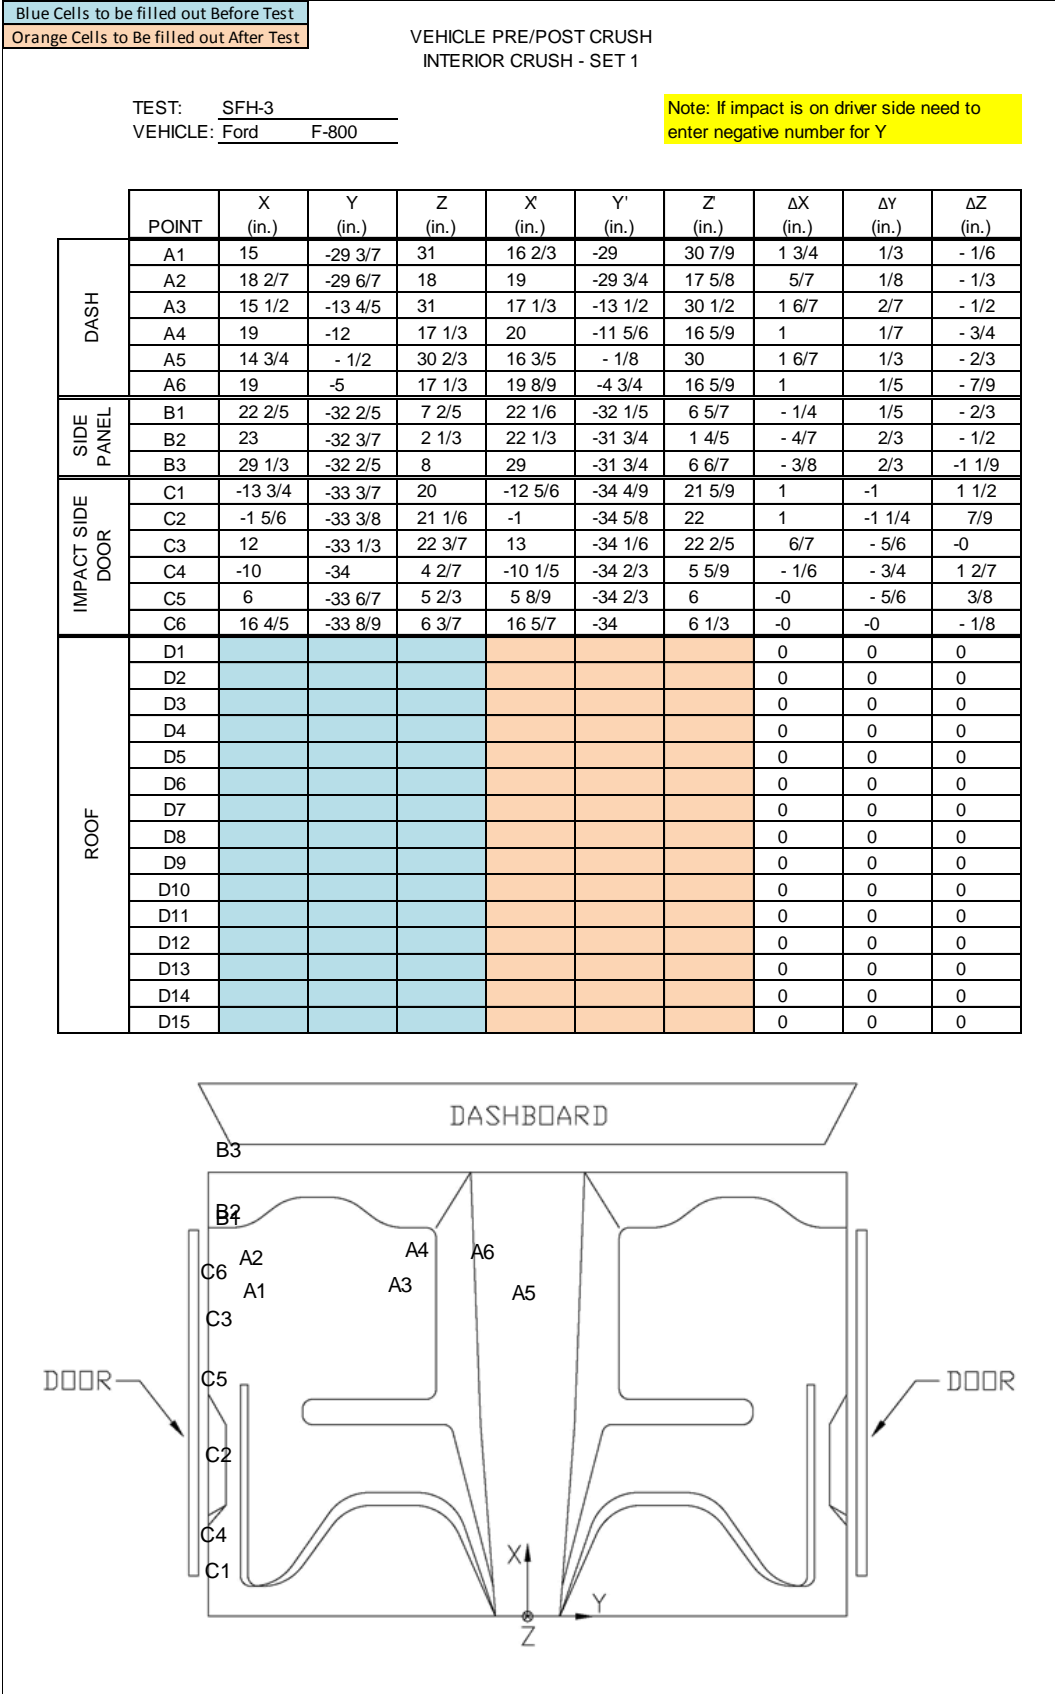 Blue Cells to be filled out Before Test
Orange Cells to Be filled out After Test
VEHICLE PRE/POST CRUSH
INTERIOR CRUSH - SET 1
TEST: SFH-3
VEHICLE: Ford F-800
Note: If impact is on driver side need to
enter negative number for Y
POINT X (in.) Y (in.) Z (in.) X' (in.) Y' (in.) Z' (in.) ΔX (in.) ΔY (in.) ΔZ (in.)
DASH
A1 15 -29 3/7 31 16 2/3 -29 30 7/9 1 3/4 1/3 - 1/6
A2 18 2/7 -29 6/7 18 19 -29 3/4 17 5/8 5/7 1/8 - 1/3
A3 15 1/2 -13 4/5 31 17 1/3 -13 1/2 30 1/2 1 6/7 2/7 - 1/2
A4 19 -12 17 1/3 20 -11 5/6 16 5/9 1 1/7 - 3/4
A5 14 3/4 - 1/2 30 2/3 16 3/5 - 1/8 30 1 6/7 1/3 - 2/3
A6 19 -5 17 1/3 19 8/9 -4 3/4 16 5/9 1 1/5 - 7/9
SIDE PANEL
B1 22 2/5 -32 2/5 7 2/5 22 1/6 -32 1/5 6 5/7 - 1/4 1/5 - 2/3
B2 23 -32 3/7 2 1/3 22 1/3 -31 3/4 1 4/5 - 4/7 2/3 - 1/2
B3 29 1/3 -32 2/5 8 29 -31 3/4 6 6/7 - 3/8 2/3 -1 1/9
IMPACT SIDE DOOR
C1 -13 3/4 -33 3/7 20 -12 5/6 -34 4/9 21 5/9 1 -1 1 1/2
C2 -1 5/6 -33 3/8 21 1/6 -1 -34 5/8 22 1 -1 1/4 7/9
C3 12 -33 1/3 22 3/7 13 -34 1/6 22 2/5 6/7 - 5/6 -0
C4 -10 -34 4 2/7 -10 1/5 -34 2/3 5 5/9 - 1/6 - 3/4 1 2/7
C5 6 -33 6/7 5 2/3 5 8/9 -34 2/3 6 -0 - 5/6 3/8
C6 16 4/5 -33 8/9 6 3/7 16 5/7 -34 6 1/3 -0 -0 - 1/8
ROOF
D1 0 0 0
D2 0 0 0
D3 0 0 0
D4 0 0 0
D5 0 0 0
D6 0 0 0
D7 0 0 0
D8 0 0 0
D9 0 0 0
D10 0 0 0
D11 0 0 0
D12 0 0 0
D13 0 0 0
D14 0 0 0
D15 0 0 0
DASHBOARD
B3
B2
B1
A4
A6
A2
C6
A3
A1
A5
C3
DOOR
C5
DOOR
C2
C4
X
C1
Y
Z